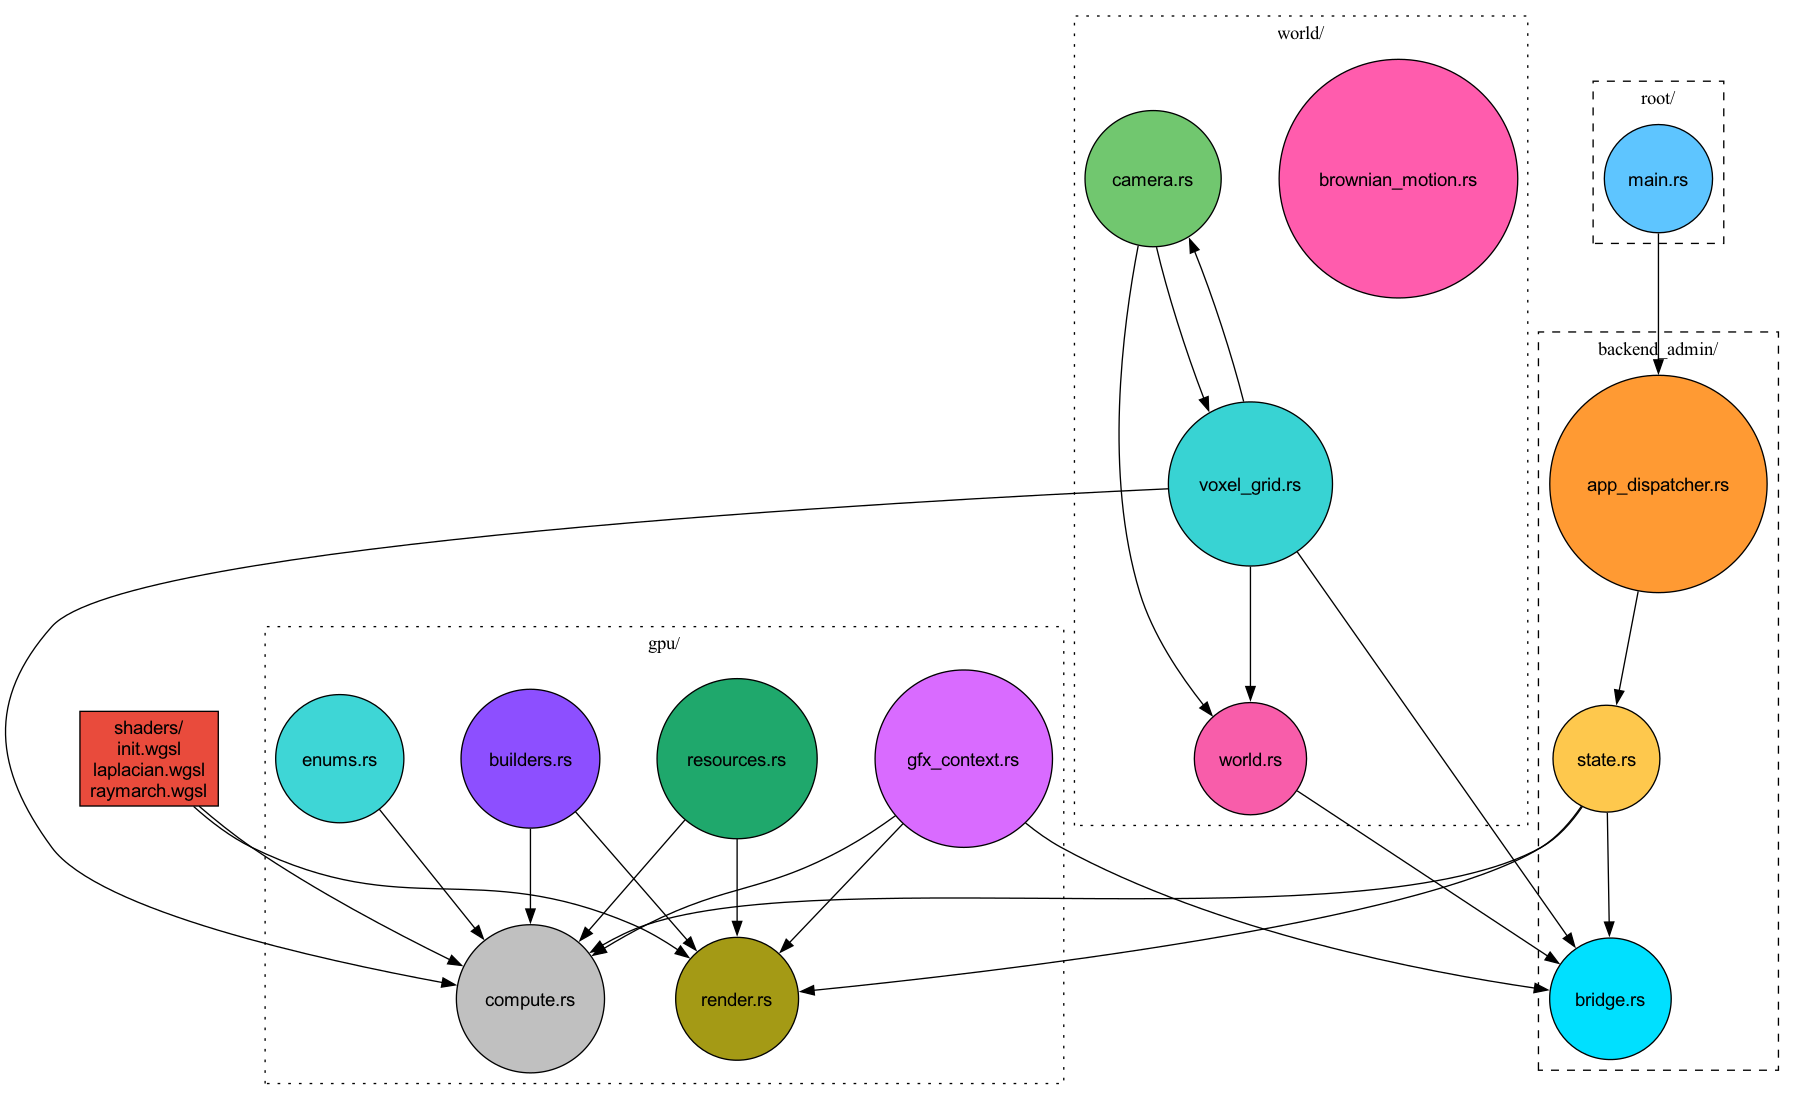 world/
root/
camera.rs
brownian_motion.rs
main.rs
backend_admin/
voxel_grid.rs
app_dispatcher.rs
gpu/
shaders/
init.wgsl
laplacian.wgsl
raymarch.wgsl
enums.rs
builders.rs
resources.rs
gfx_context.rs
world.rs
state.rs
compute.rs
render.rs
bridge.rs